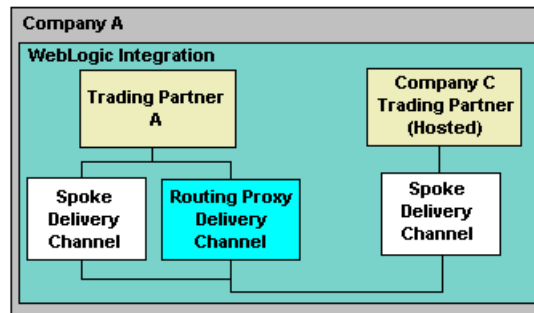 Company A
WebLogic Integration
Trading Partner
A
Company C
Trading Partner
(Hosted)
Spoke
Delivery
Channel
Routing Proxy
Delivery
Channel
Spoke
Delivery
Channel